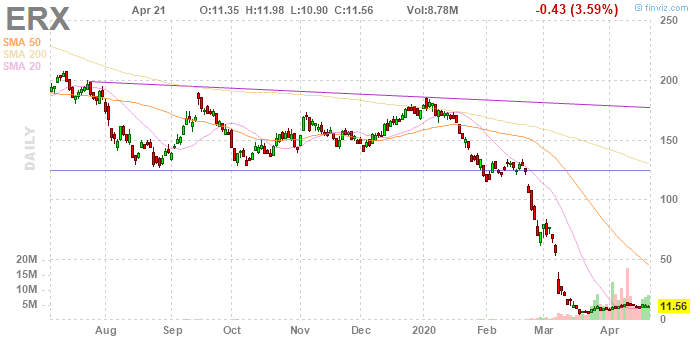 ERX
Apr 21 O:11.35 H:11.98 L:10.90 C:11.56 Vol:8.78M -0.43 (3.59%)
© finviz.com
SMA 50
SMA 200
SMA 20
DAILY
250
200
150
100
50
0
11.56
20M
15M
10M
5M
Aug Sep Oct Nov Dec 2020 Feb Mar Apr